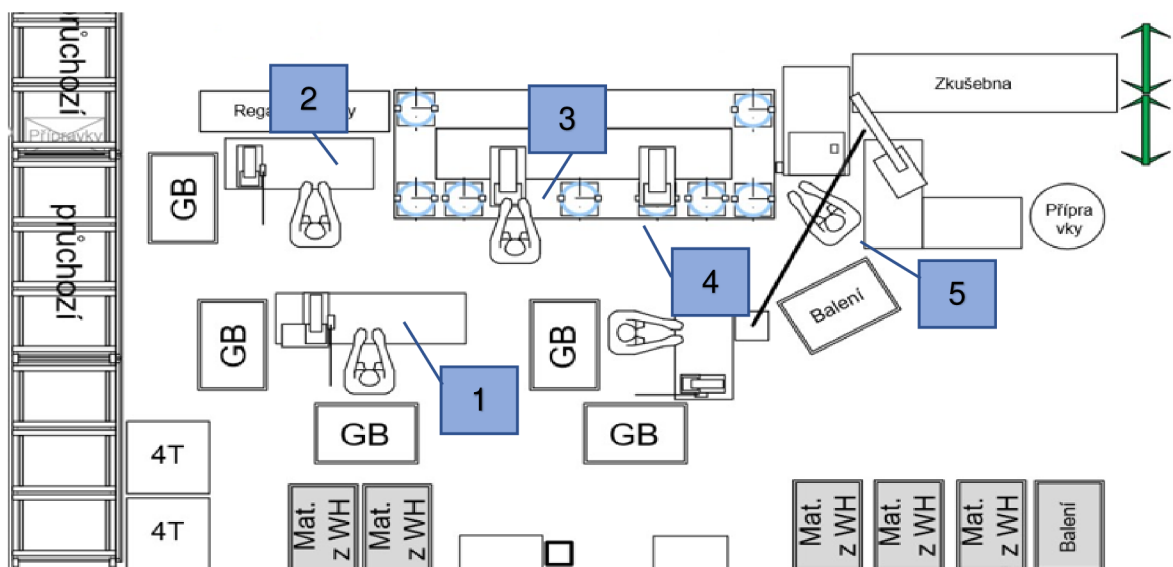 průchozí
Přípravky
průchozí
GB
2
3
Zkušebna
GB
4
Přípra
vky
5
Balení
GB
GB
1
GB
GB
4T
4T
Mat.
z WH
Mat.
z WH
Mat.
z WH
Mat.
z WH
Mat.
z WH
Balení